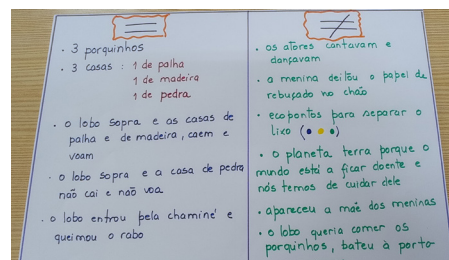 • 3 porquinhos
• 3 casas : 1 de palha
1 de madeira
1 de pedra
• o lobo sopra e as casas de
palha e de madeira, caem e
voam
• o lobo sopra e a casa de pedra
não cai e não voa
• o lobo entrou pela chaminé e
queimou o rabo
• os atores cantavam e
dançavam
• a menina deitou o papel de
rebuçado no chão
• ecopontos para separar o
lixo (•••)
• o planeta terra porque o
mundo está a ficar doente e
nós temos de cuidar dele
• apareceu a mãe das meninas
• o lobo queria comer os
porquinhos, bateu à porta-